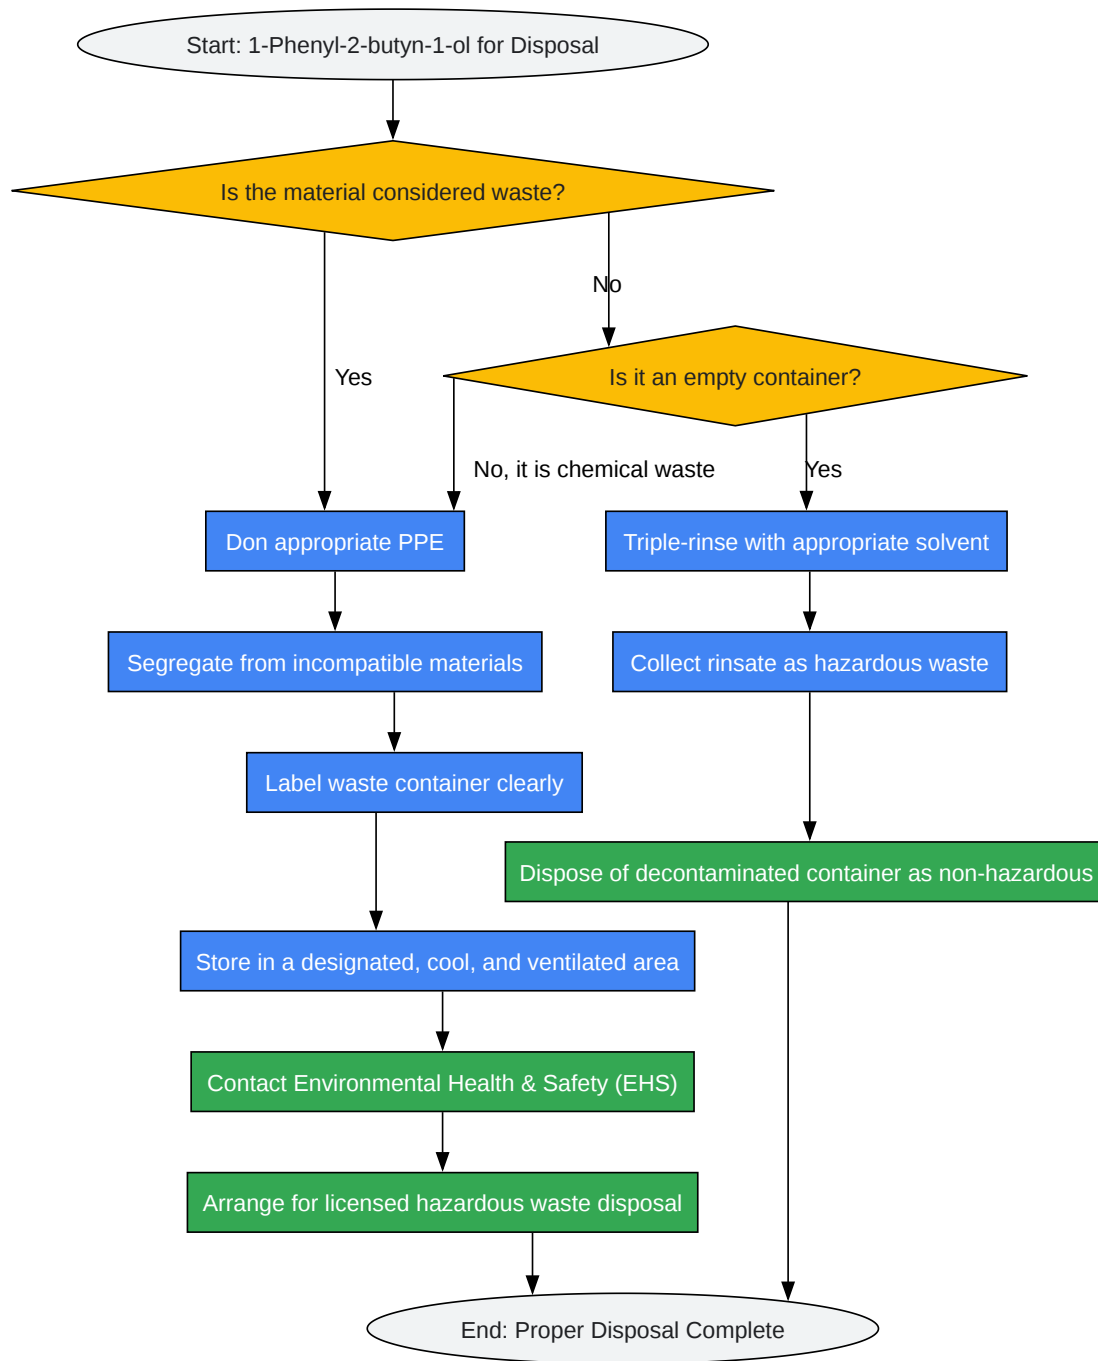 Start: 1-Phenyl-2-butyn-1-ol for Disposal
Is the material considered waste?
No
Yes
Is it an empty container?
No, it is chemical waste
Yes
Don appropriate PPE
Triple-rinse with appropriate solvent
Segregate from incompatible materials
Collect rinsate as hazardous waste
Label waste container clearly
Dispose of decontaminated container as non-hazardous
Store in a designated, cool, and ventilated area
Contact Environmental Health & Safety (EHS)
Arrange for licensed hazardous waste disposal
End: Proper Disposal Complete